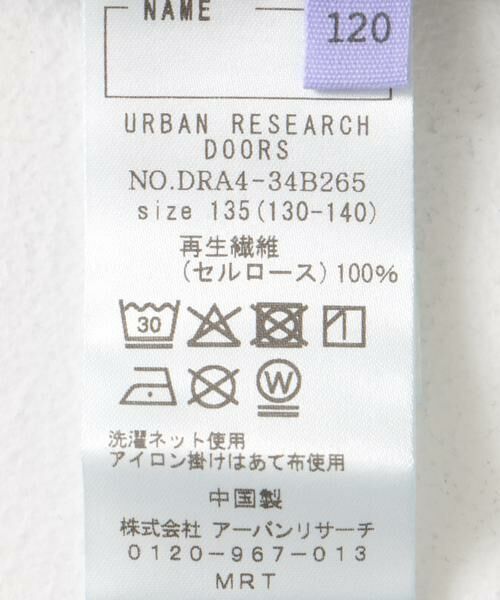 NAME
120
URBAN RESEARCH
DOORS
NO.DRA4-34B265
size 135(130-140)
再生繊維
(セルロース)100%
30
W
洗濯ネット使用
アイロン掛けはあて布使用
中国製
株式会社 アーバンリサーチ
0120-967-013
MRT